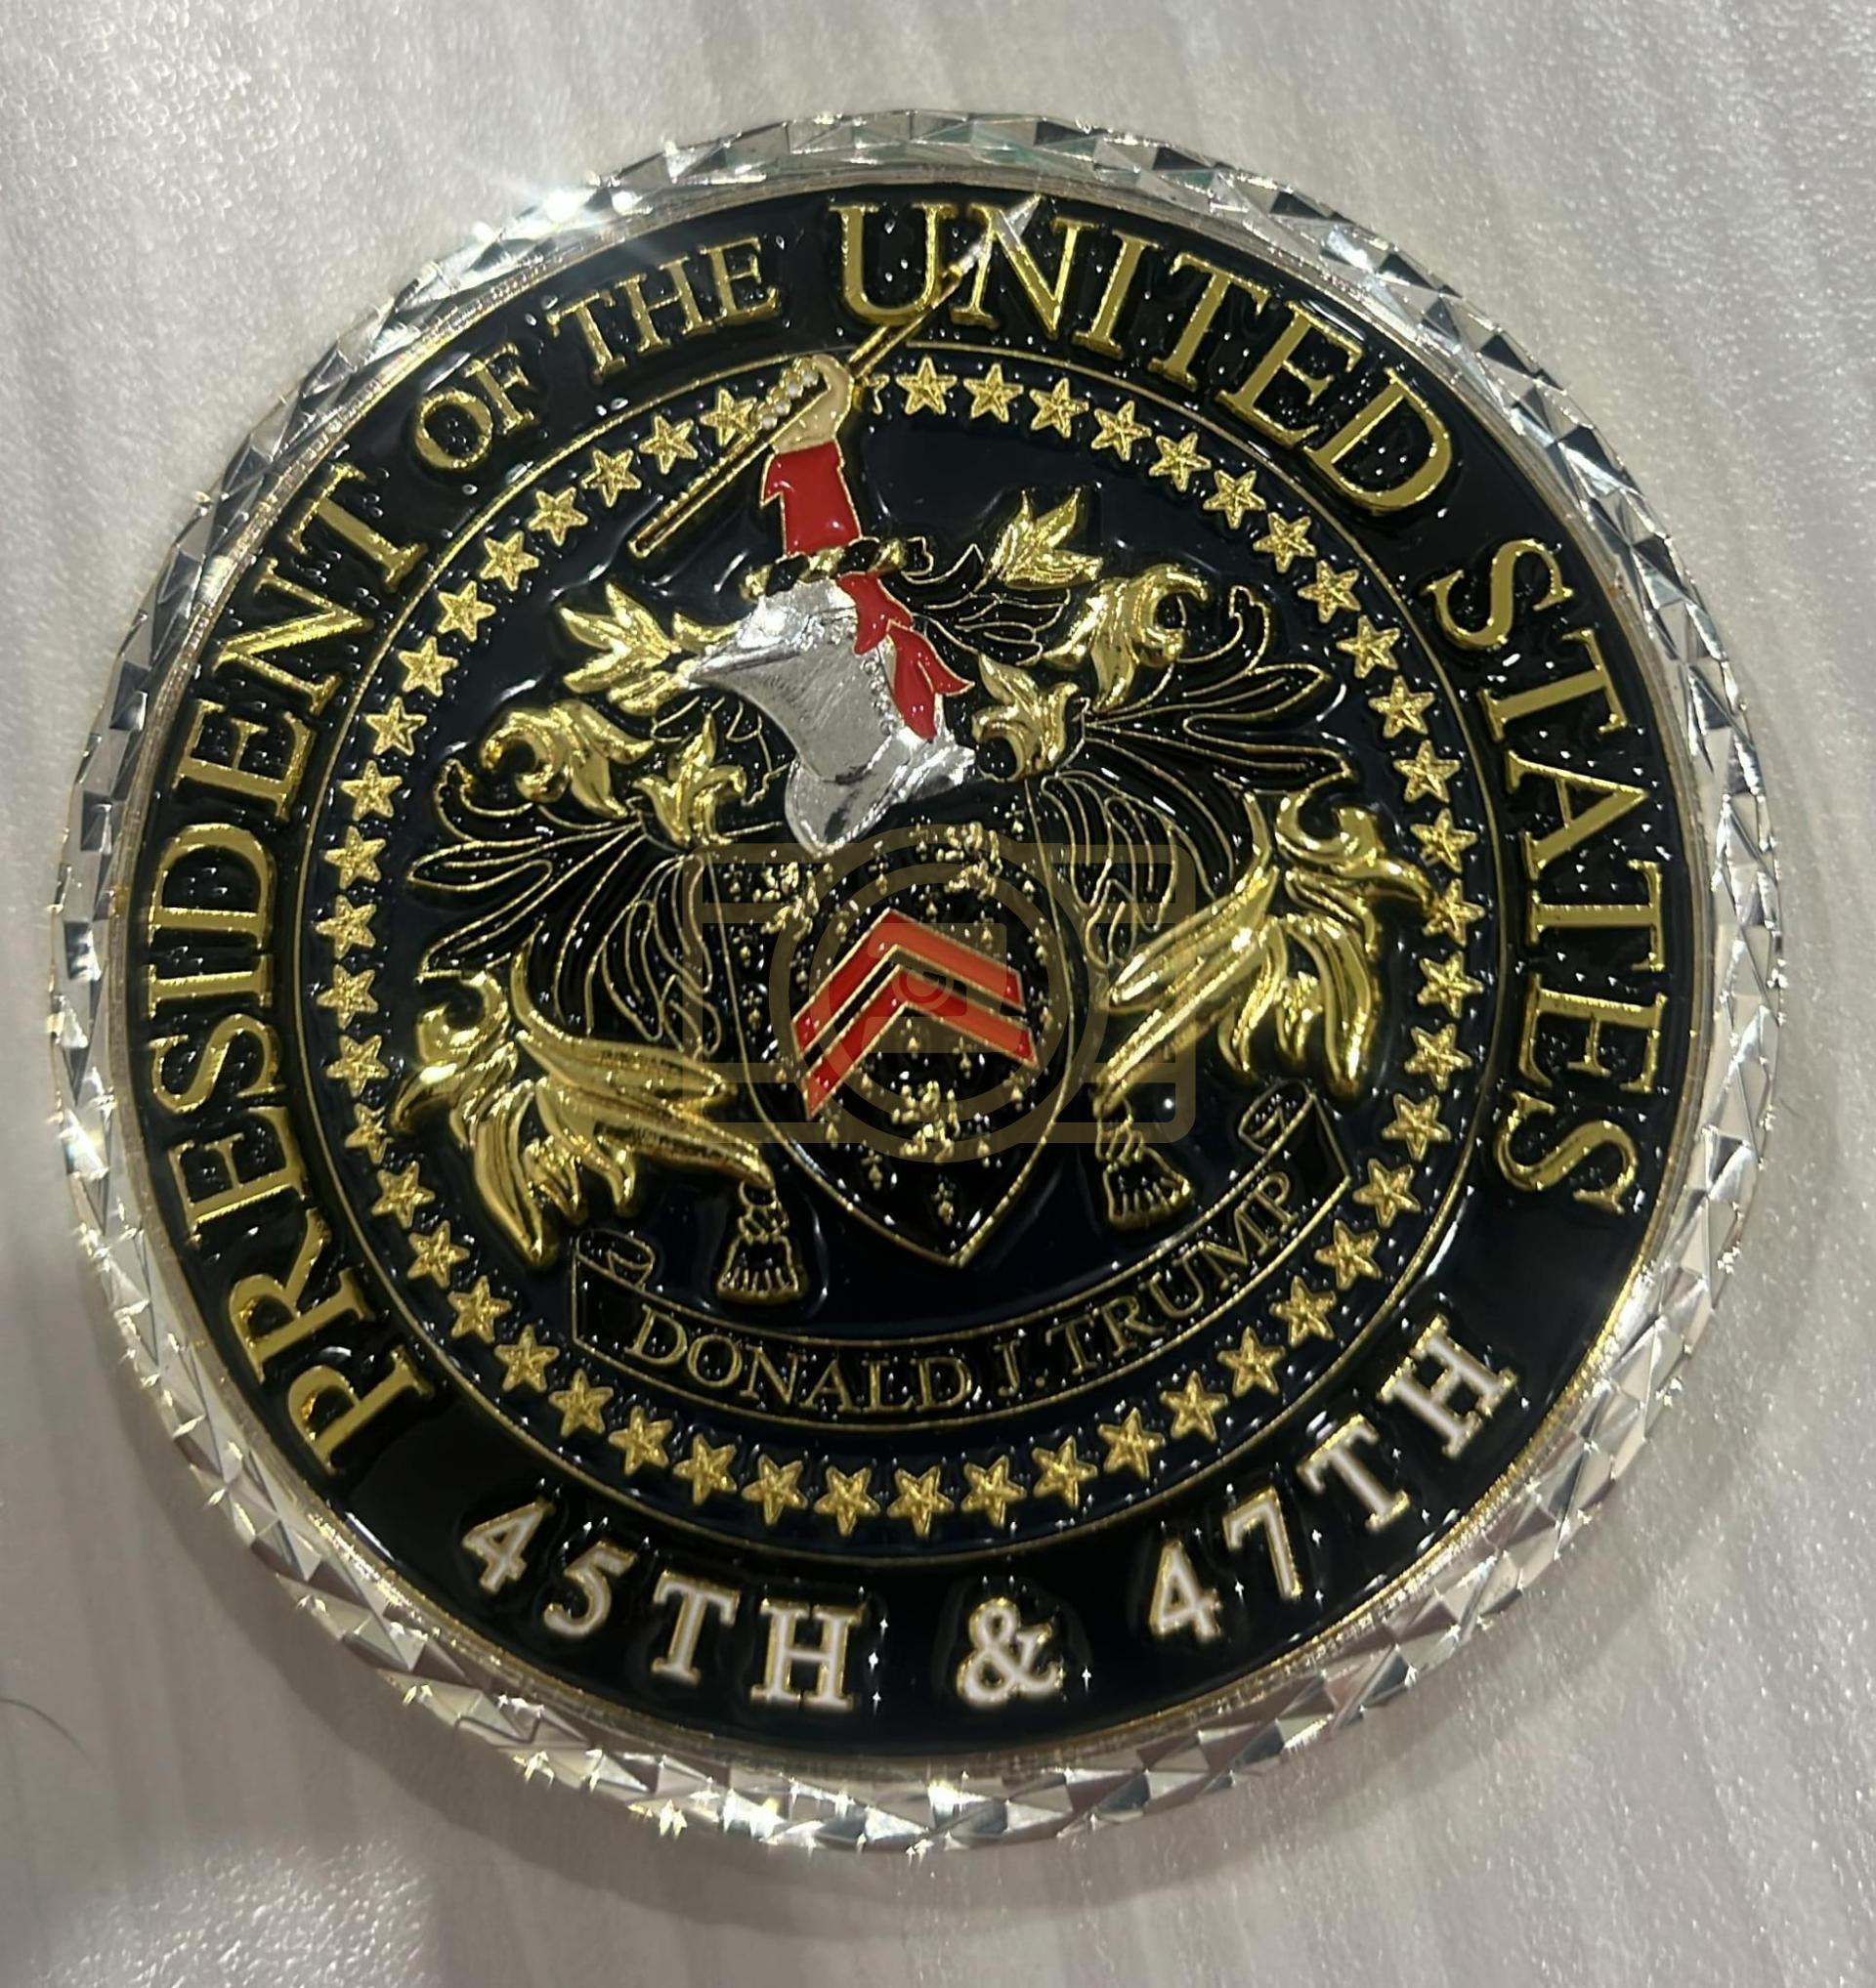 PRESIDENT OF THE UNITED STATES
DONALD J. TRUMP
45TH & 47TH